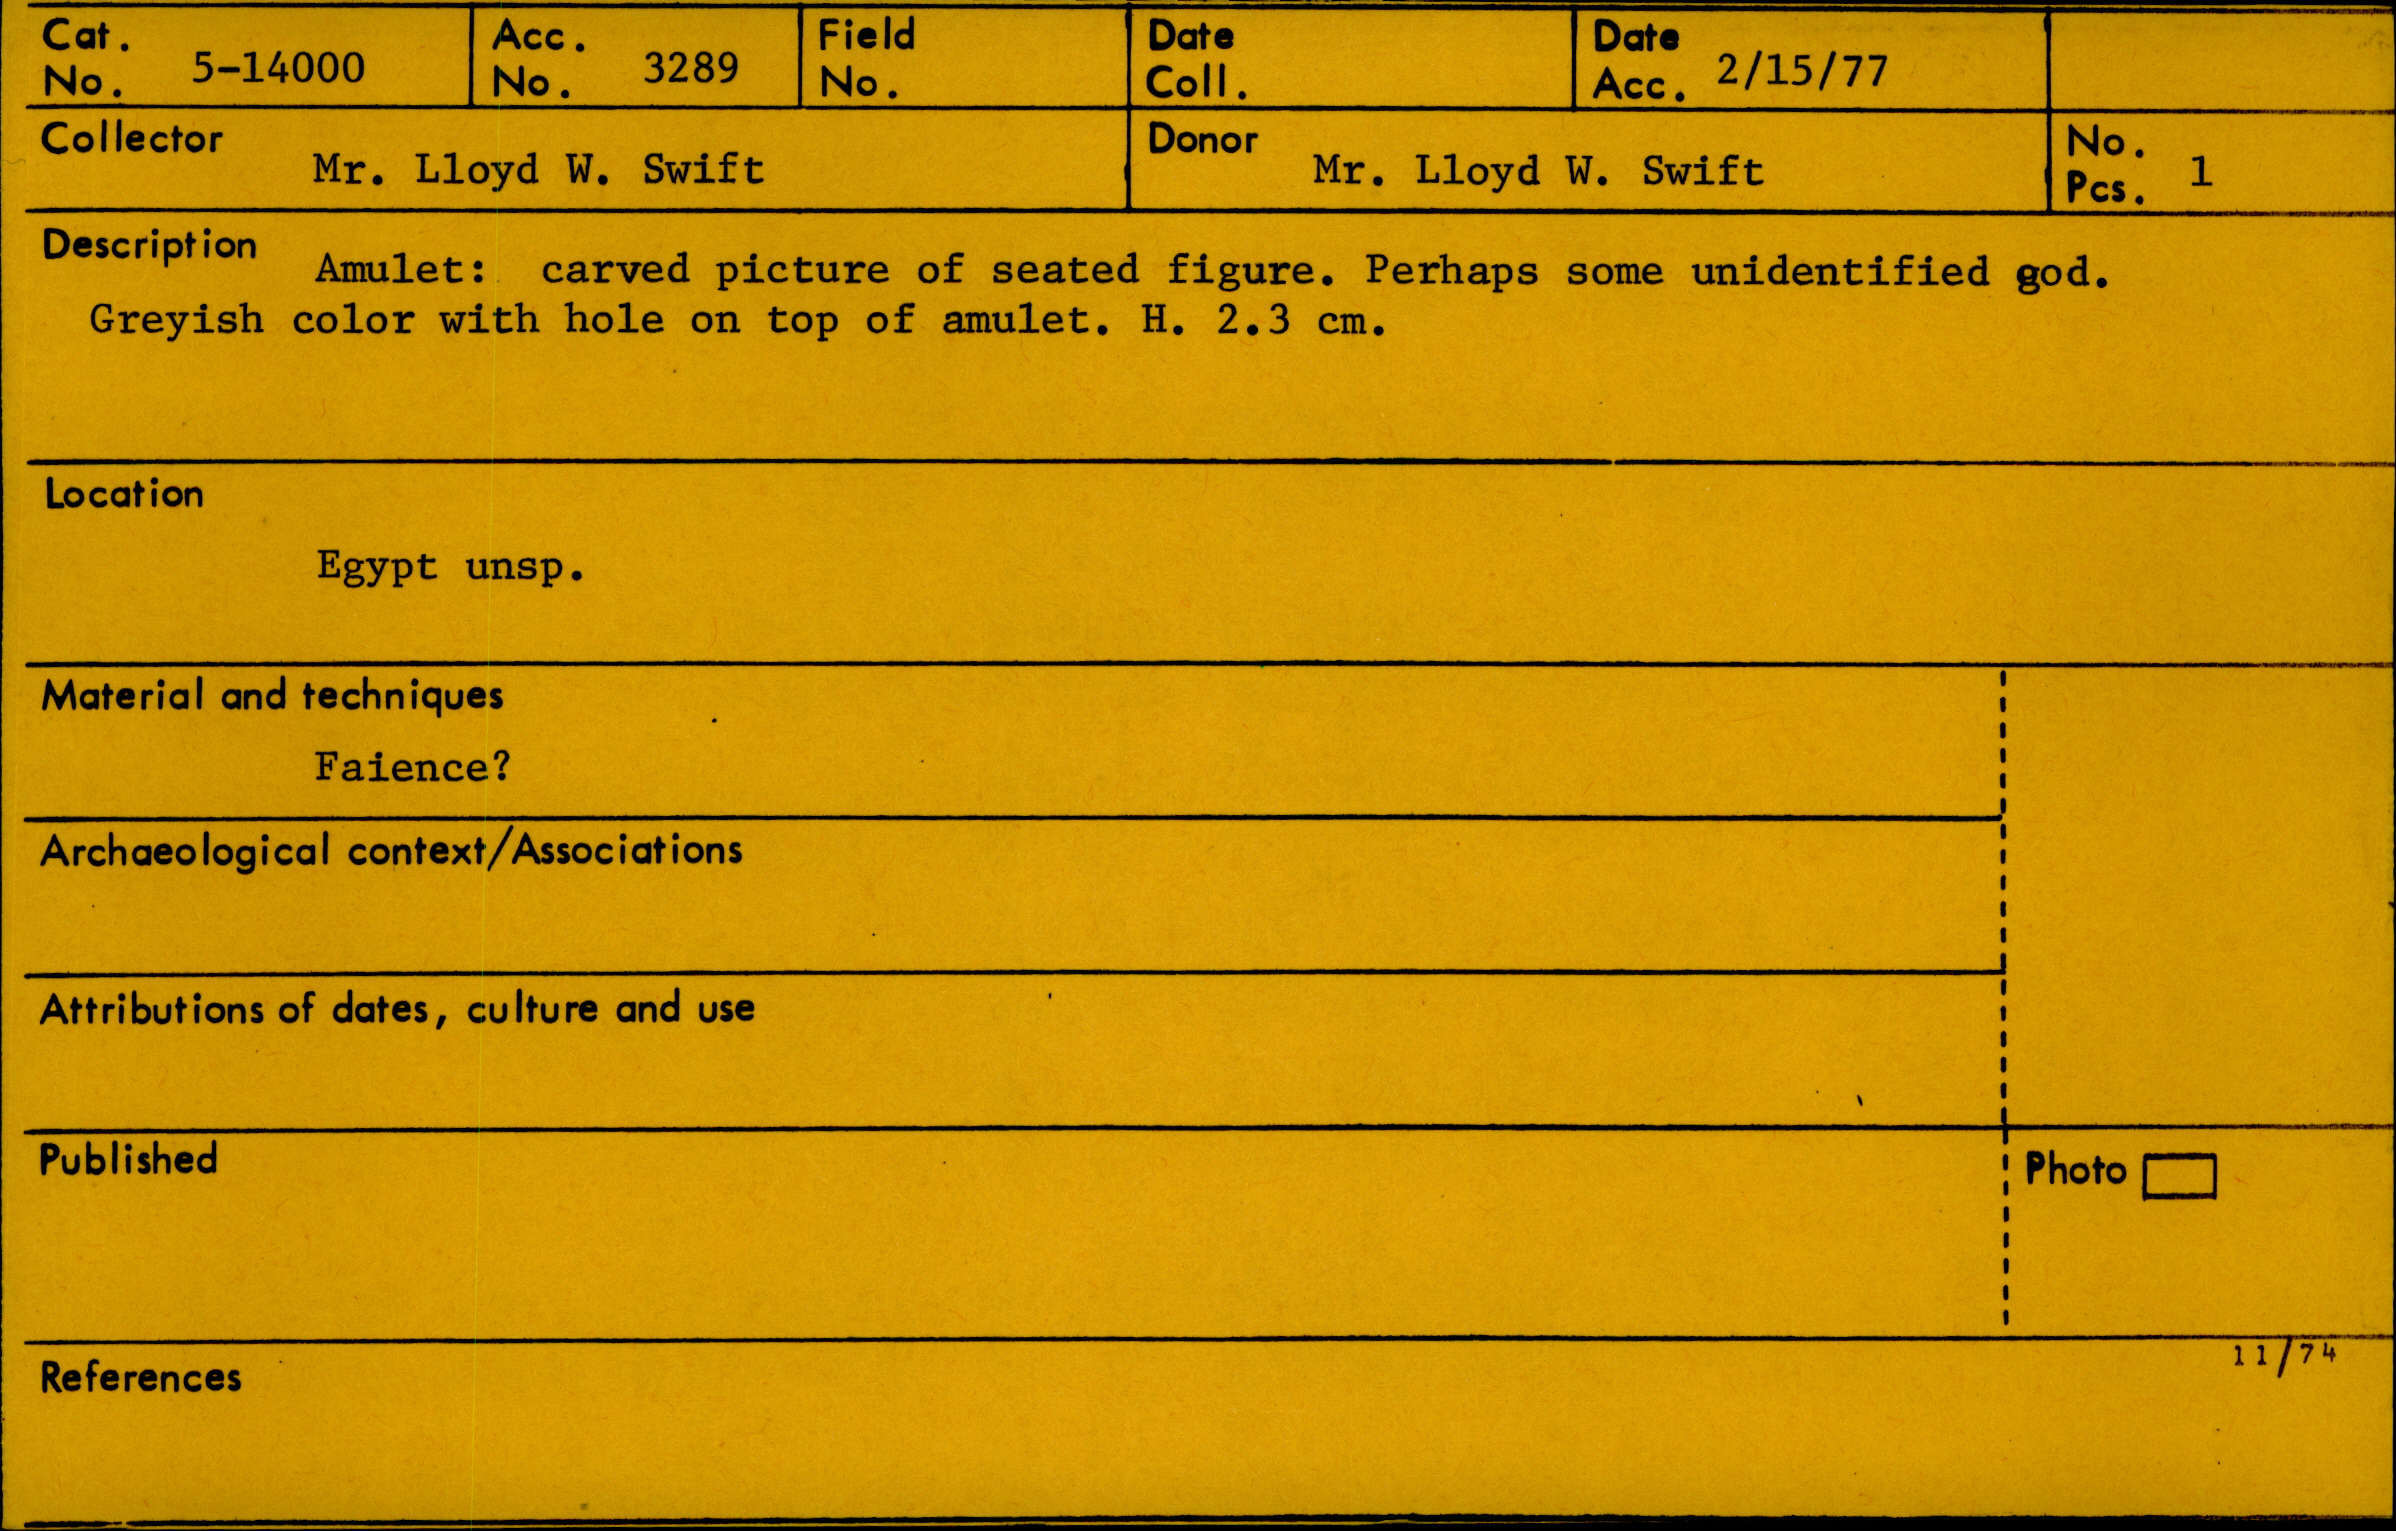 Cat. No. 5-14000 Acc. No. 3289 Field No. Date Coll. Date Acc. 2/15/77
Collector Mr. Lloyd W. Swift Donor Mr. Lloyd W. Swift No. Pcs. 1
Description Amulet: carved picture of seated figure. Perhaps some unidentified god.
Greyish color with hole on top of amulet. H. 2.3 cm.
Location
Egypt unsp.
Material and techniques
Faience?
Archaeological context/Associations
Attributions of dates, culture and use
Published
Photo
11/74
References